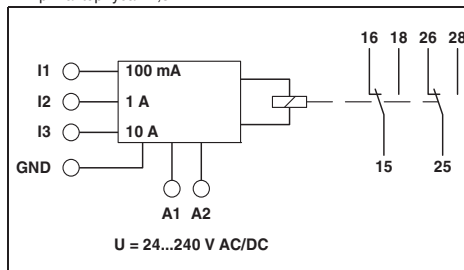 16 18 26 28
I1 100 mA
I2 1 A
I3 10 A
GND
15 25
A1 A2
U = 24...240 V AC/DC